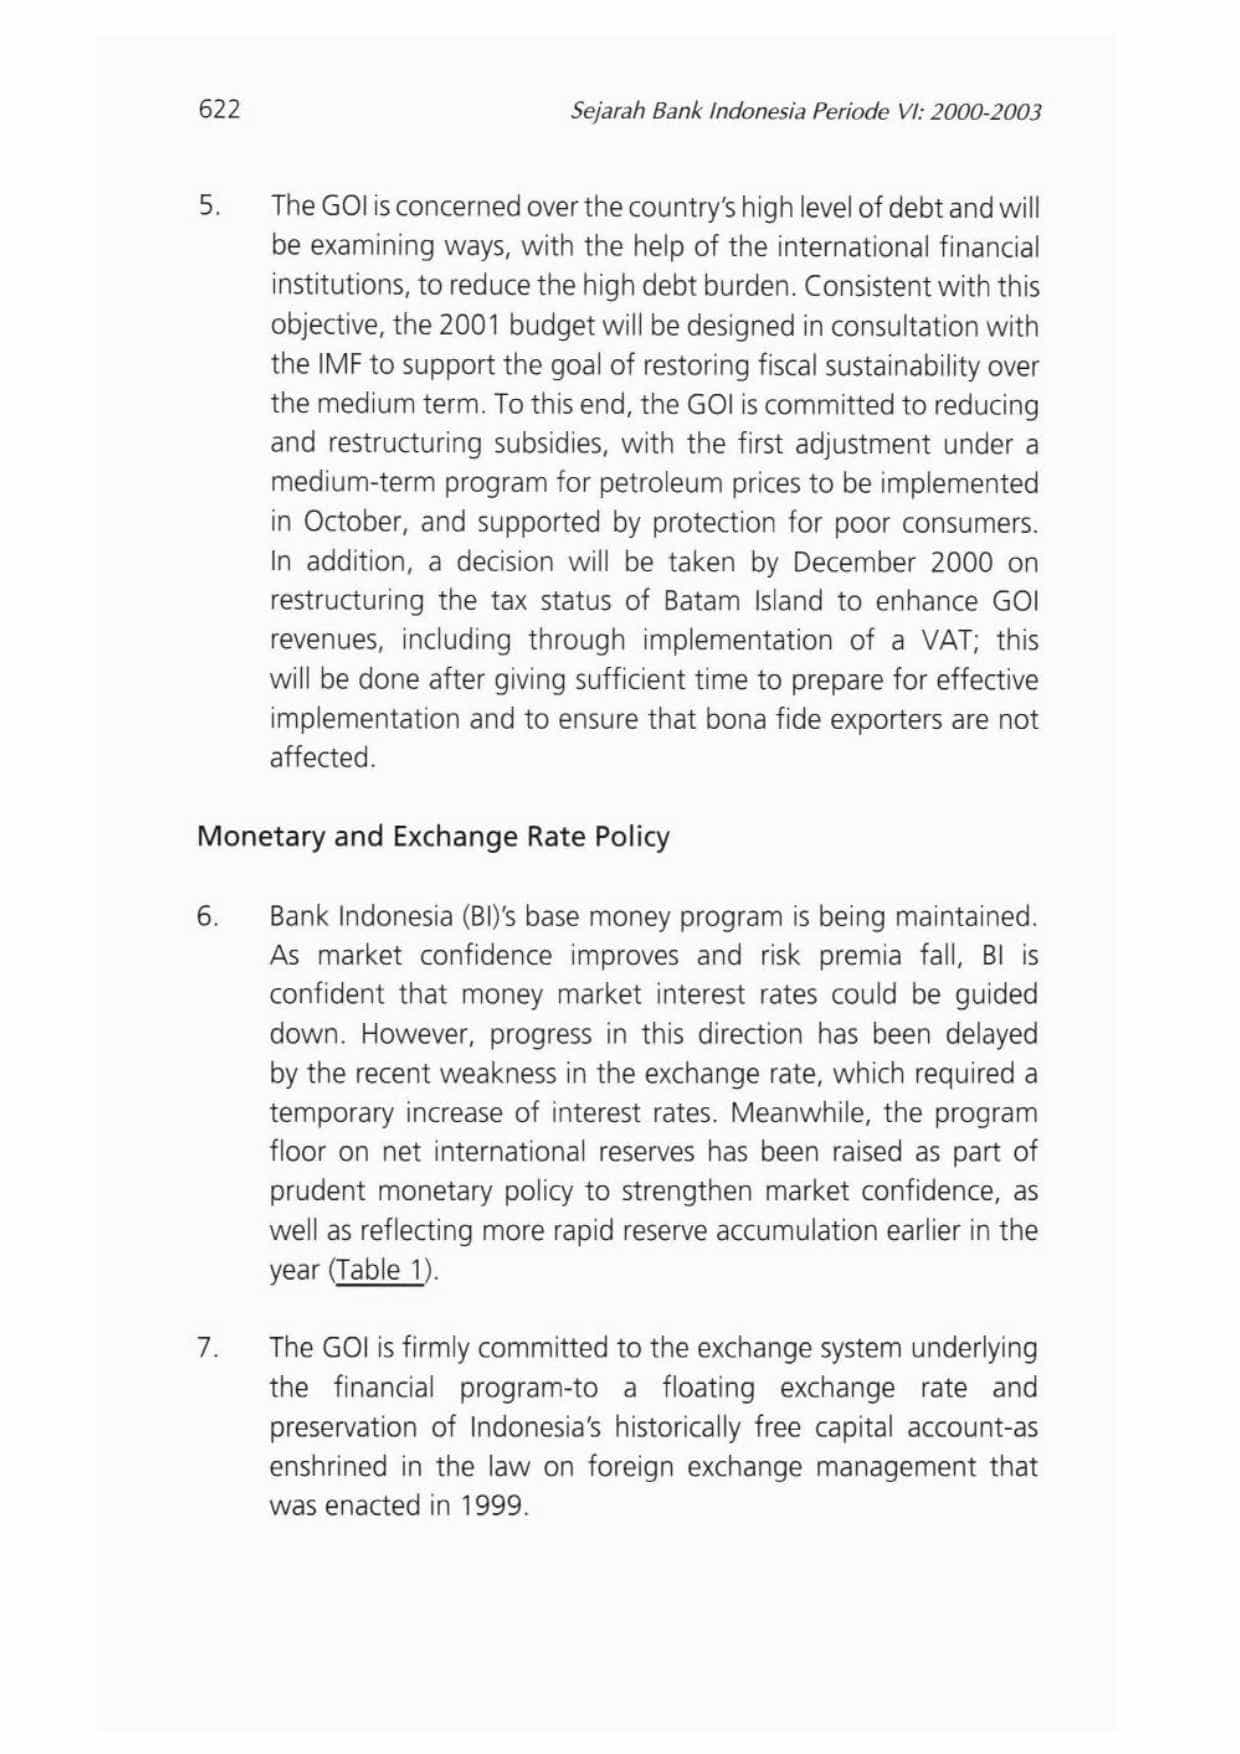 622
Sejarah Bank Indonesia Periode VI: 2000-2003
5. The GOI is concerned over the country's high level of debt and will
be examining ways, with the help of the international financial
institutions, to reduce the high debt burden. Consistent with this
objective, the 2001 budget will be designed in consultation with
the IMF to support the goal of restoring fiscal sustainability over
the medium term. To this end, the GOI is committed to reducing
and restructuring subsidies, with the first adjustment under a
medium-term program for petroleum prices to be implemented
in October, and supported by protection for poor consumers.
In addition, a decision will be taken by December 2000 on
restructuring the tax status of Batam Island to enhance GOI
revenues, including through implementation of a VAT; this
will be done after giving sufficient time to prepare for effective
implementation and to ensure that bona fide exporters are not
affected.
Monetary and Exchange Rate Policy
6. Bank Indonesia (BI)'s base money program is being maintained.
As market confidence improves and risk premia fall, BI is
confident that money market interest rates could be guided
down. However, progress in this direction has been delayed
by the recent weakness in the exchange rate, which required a
temporary increase of interest rates. Meanwhile, the program
floor on net international reserves has been raised as part of
prudent monetary policy to strengthen market confidence, as
well as reflecting more rapid reserve accumulation earlier in the
year (Table 1).
7. The GOI is firmly committed to the exchange system underlying
the financial program-to a floating exchange rate and
preservation of Indonesia's historically free capital account-as
enshrined in the law on foreign exchange management that
was enacted in 1999.